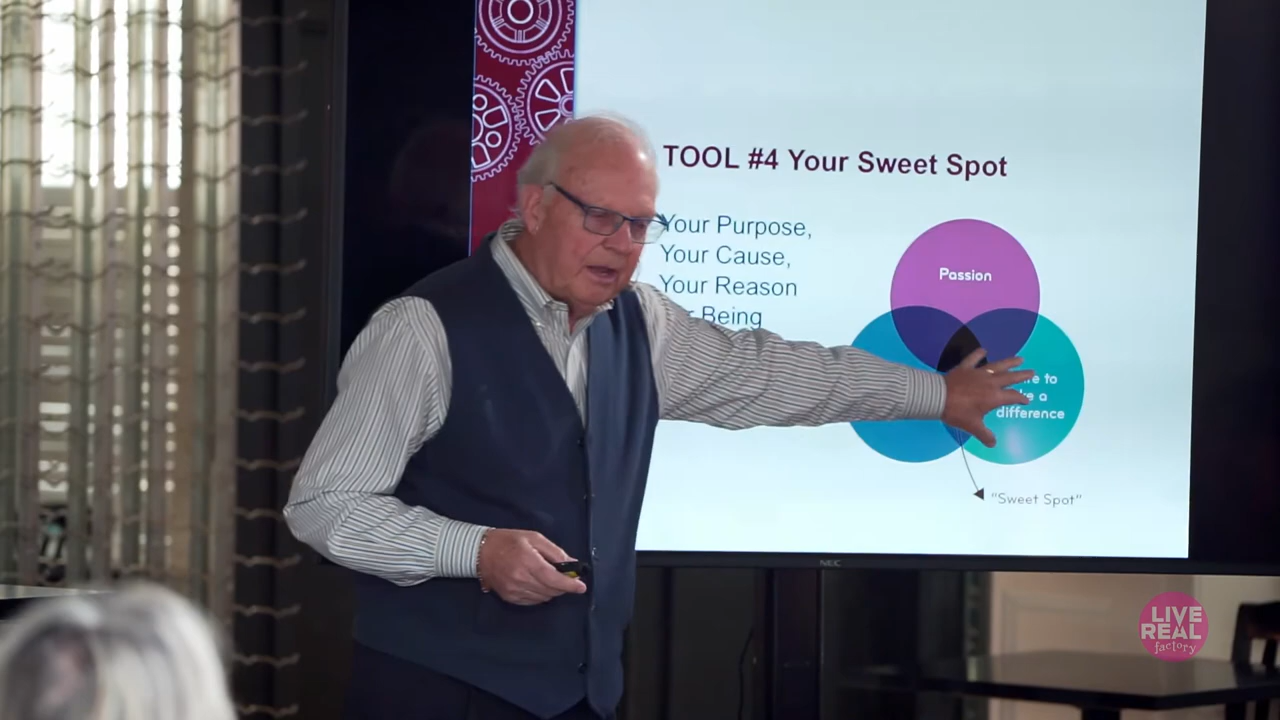 TOOL #4 Your Sweet Spot
Your Purpose,
Your Cause,
Your Reason
Being
Passion
to
a
difference
"Sweet Spot"
NEC
LIVE
REAL
factory